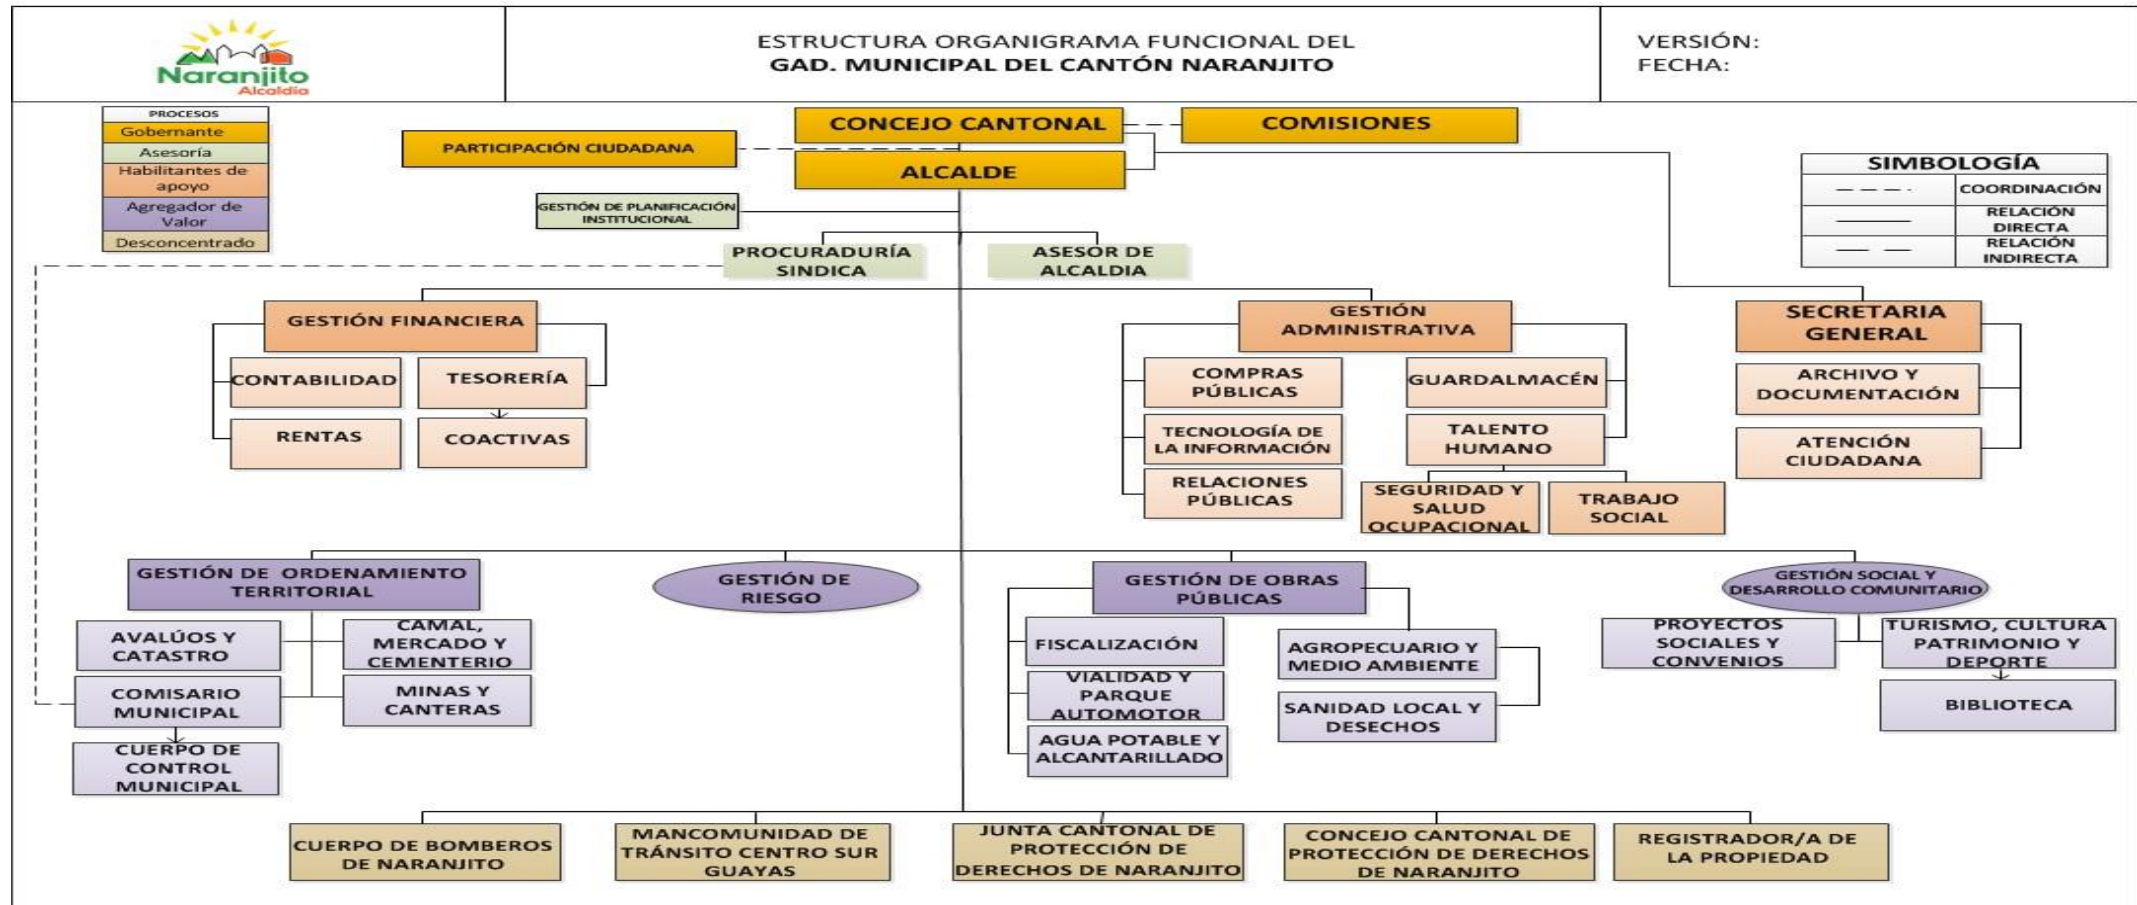 Naranjito
Alcaldía
ESTRUCTURA ORGANIGRAMA FUNCIONAL DEL
GAD. MUNICIPAL DEL CANTÓN NARANJITO
VERSIÓN:
FECHA:
PROCESOS
Gobernante
Asesoría
Habilitantes de
apoyo
Agregador de
Valor
Desconcentrado
CONCEJO CANTONAL
COMISIONES
PARTICIPACIÓN CIUDADANA
ALCALDE
SIMBOLOGÍA
COORDINACIÓN
RELACIÓN
DIRECTA
RELACIÓN
INDIRECTA
GESTIÓN DE PLANIFICACIÓN
INSTITUCIONAL
PROCURADURÍA
SINDICA
ASESOR DE
ALCALDIA
GESTIÓN FINANCIERA
CONTABILIDAD
TESORERÍA
RENTAS
COACTIVAS
GESTIÓN
ADMINISTRATIVA
COMPRAS
PÚBLICAS
GUARDALMACÉN
TECNOLOGÍA DE
LA INFORMACIÓN
TALENTO
HUMANO
RELACIONES
PÚBLICAS
SEGURIDAD Y
SALUD
OCUPACIONAL
TRABAJO
SOCIAL
SECRETARIA
GENERAL
ARCHIVO Y
DOCUMENTACIÓN
ATENCIÓN
CIUDADANA
GESTIÓN DE ORDENAMIENTO
TERRITORIAL
AVALÚOS Y
CATASTRO
CAMAL,
MERCADO Y
CEMENTERIO
COMISARIO
MUNICIPAL
MINAS Y
CANTERAS
CUERPO DE
CONTROL
MUNICIPAL
GESTIÓN DE
RIESGO
GESTIÓN DE OBRAS
PÚBLICAS
FISCALIZACIÓN
AGROPECUARIO Y
MEDIO AMBIENTE
VIALIDAD Y
PARQUE
AUTOMOTOR
SANIDAD LOCAL Y
DESECHOS
AGUA POTABLE Y
ALCANTARILLADO
GESTIÓN SOCIAL Y
DESARROLLO COMUNITARIO
PROYECTOS
SOCIALES Y
CONVENIOS
TURISMO, CULTURA
PATRIMONIO Y
DEPORTE
BIBLIOTECA
CUERPO DE BOMBEROS
DE NARANJITO
MANCOMUNIDAD DE
TRÁNSITO CENTRO SUR
GUAYAS
JUNTA CANTONAL DE
PROTECCIÓN DE
DERECHOS DE NARANJITO
CONCEJO CANTONAL DE
PROTECCIÓN DE DERECHOS
DE NARANJITO
REGISTRADOR/A DE
LA PROPIEDAD